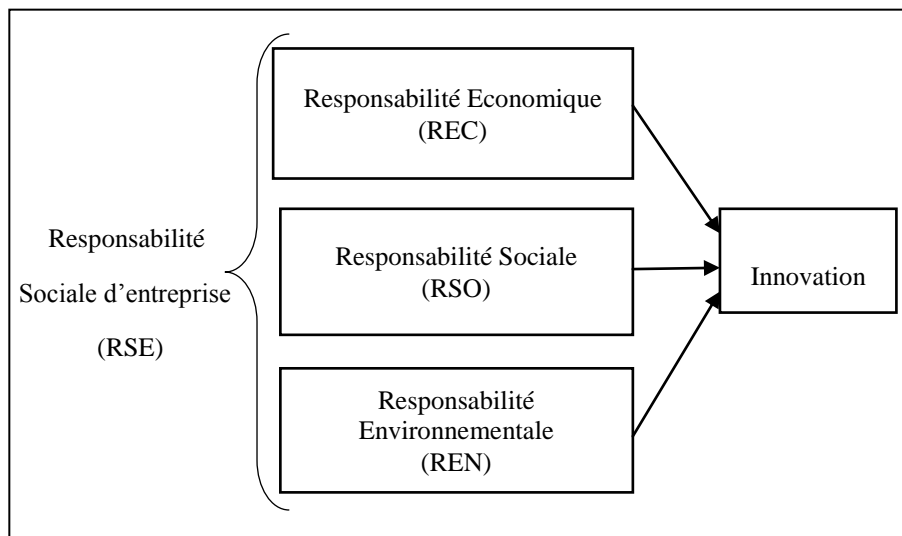 Responsabilité Economique
(REC)
Responsabilité
Sociale d'entreprise
(RSE)
Responsabilité Sociale
(RSO)
Innovation
Responsabilité
Environnementale
(REN)